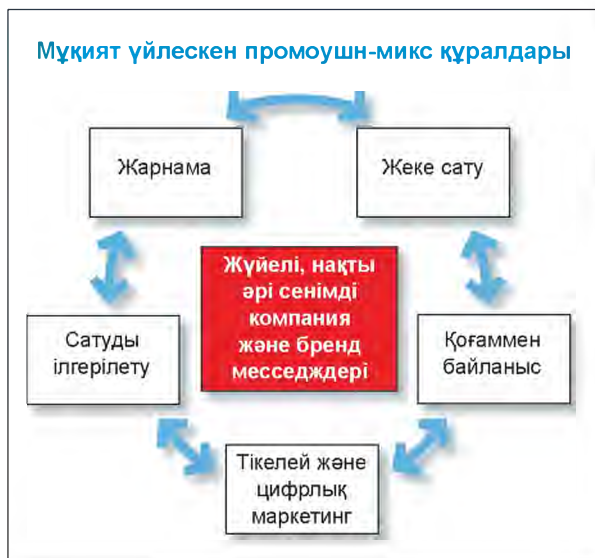 Мұқият үйлескен промоушн-микс құралдары
Жарнама
Жеке сату
Жүйелі, нақты
әрі сенімді
компания
және бренд
месседждері
Сатуды
ілгерілету
Қоғаммен
байланыс
Тікелей және
цифрлық
маркетинг